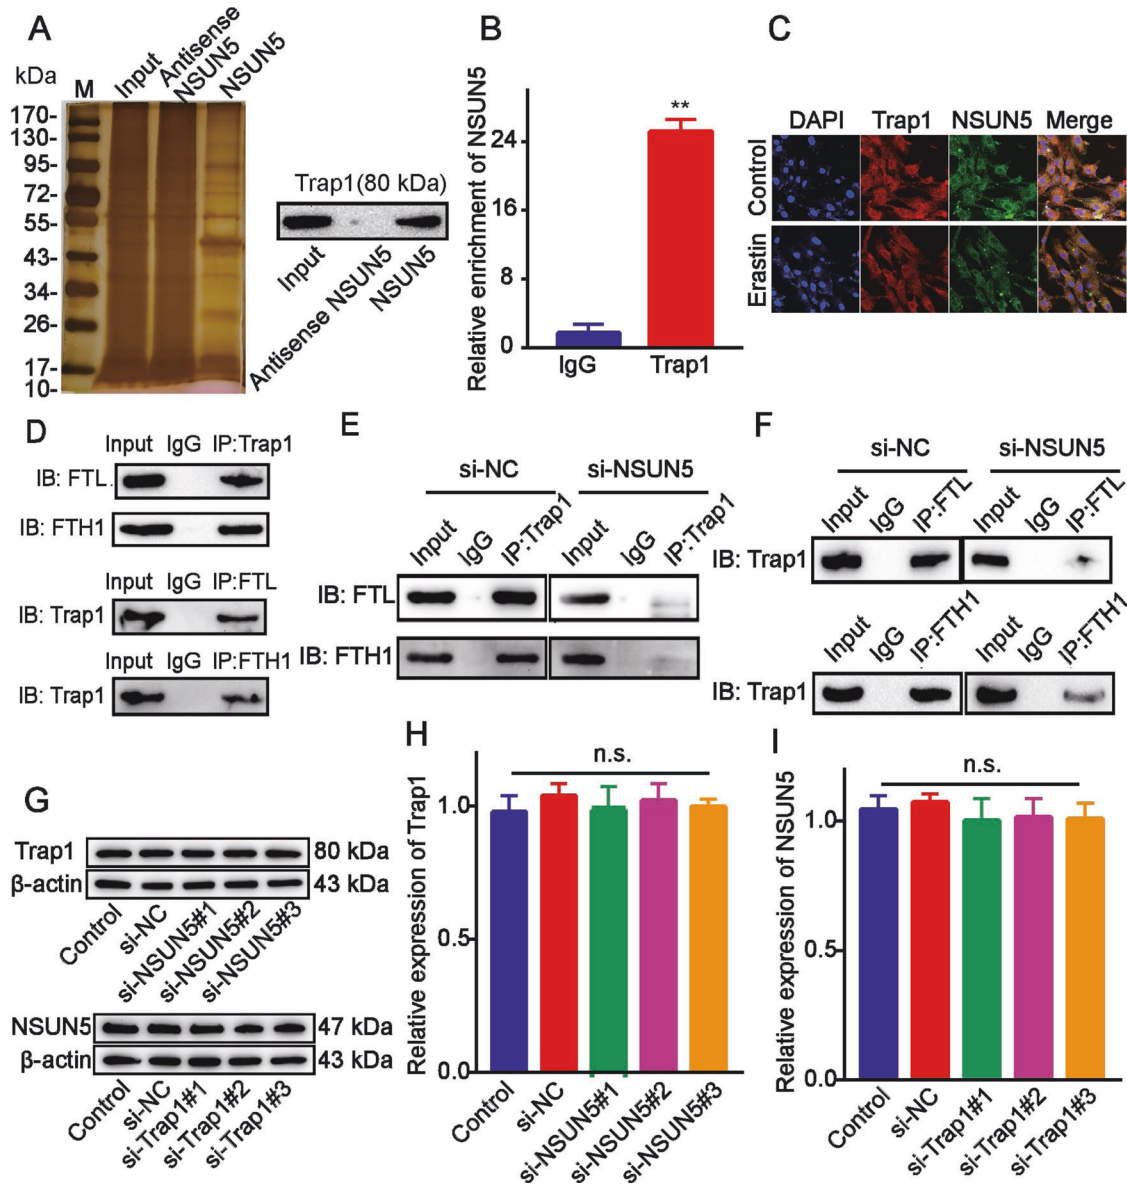 A
kDa
M
Input
Antisense
NSUN5
NSUN5
170-
130-
95-
72-
55-
43-
34-
26-
17-
10-
Trap1(80 kDa)
Input
Antisense NSUN5
NSUN5
B
Relative enrichment of NSUN5
24
16
8
0
**
IgG
Trap1
C
DAPI
Trap1
NSUN5
Merge
Control
Erastin
D
Input IgG IP:Trap1
IB: FTL
IB: FTH1
Input IgG IP:FTL
IB: Trap1
Input IgG IP:FTH1
IB: Trap1
E
si-NC
si-NSUN5
Input
IgG
IP:Trap1
Input
IgG
IP:Trap1
IB: FTL
IB: FTH1
F
si-NC
si-NSUN5
Input
IgG
IP:FTL
Input
IgG
IP:FTL
IB: Trap1
Input
IgG
IP:FTH1
Input
IgG
IP:FTH1
IB: Trap1
G
Trap1
80 kDa
β-actin
43 kDa
Control
si-NC
si-NSUN5#1
si-NSUN5#2
si-NSUN5#3
NSUN5
47 kDa
β-actin
43 kDa
Control
si-NC
si-Trap1#1
si-Trap1#2
si-Trap1#3
H
Relative expression of Trap1
n.s.
1.0
0.5
0.0
Control
si-NC
si-NSUN5#1
si-NSUN5#2
si-NSUN5#3
I
Relative expression of NSUN5
n.s.
1.0
0.5
0.0
Control
si-NC
si-Trap1#1
si-Trap1#2
si-Trap1#3